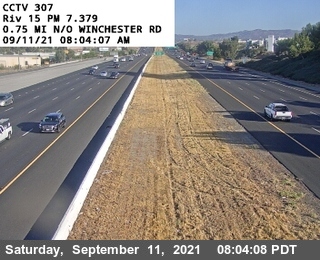 CCTV 307
Riv 15 PM 7.379
0.75 MI N/O WINCHESTER RD
09/11/21 08:04:07 AM
Saturday, September 11, 2021 08:04:08 PDT